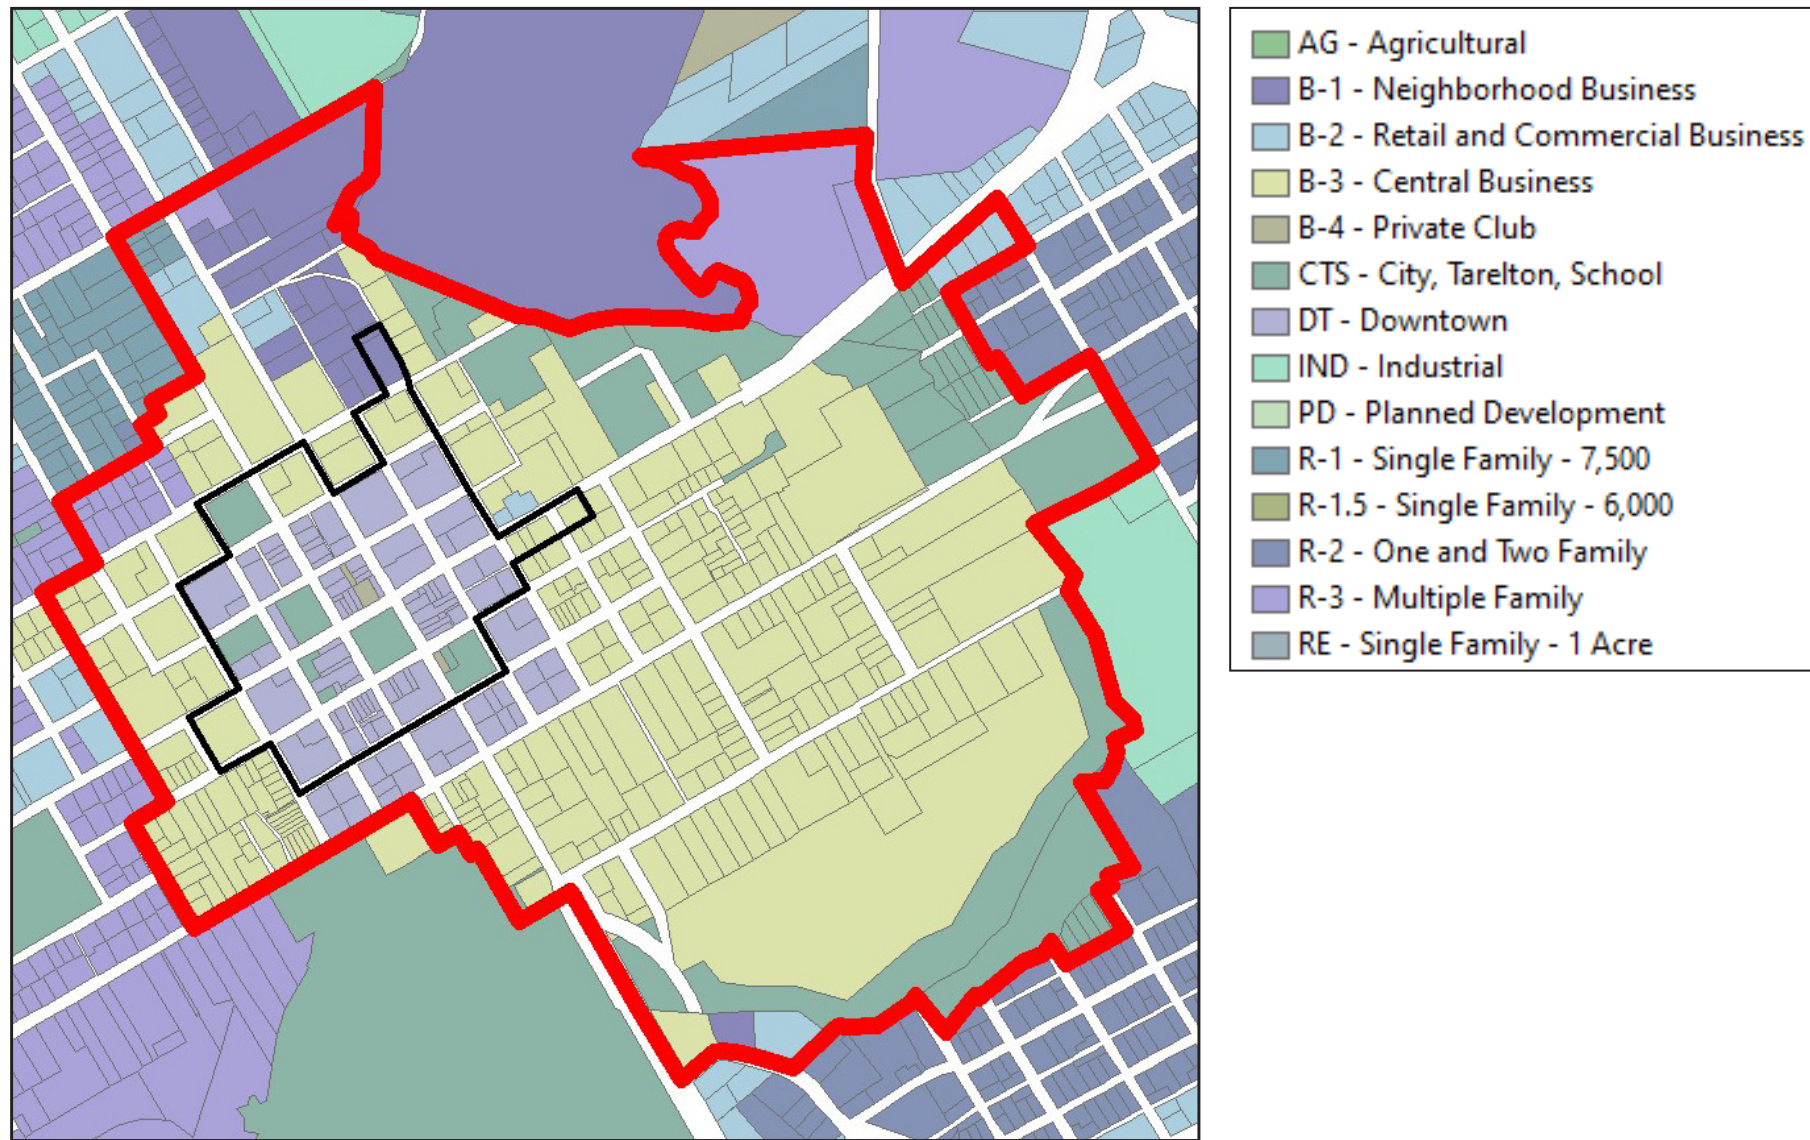 AG - Agricultural
B-1 - Neighborhood Business
B-2 - Retail and Commercial Business
B-3 - Central Business
B-4 - Private Club
CTS - City, Tarelton, School
DT - Downtown
IND - Industrial
PD - Planned Development
R-1 - Single Family - 7,500
R-1.5 - Single Family - 6,000
R-2 - One and Two Family
R-3 - Multiple Family
RE - Single Family - 1 Acre